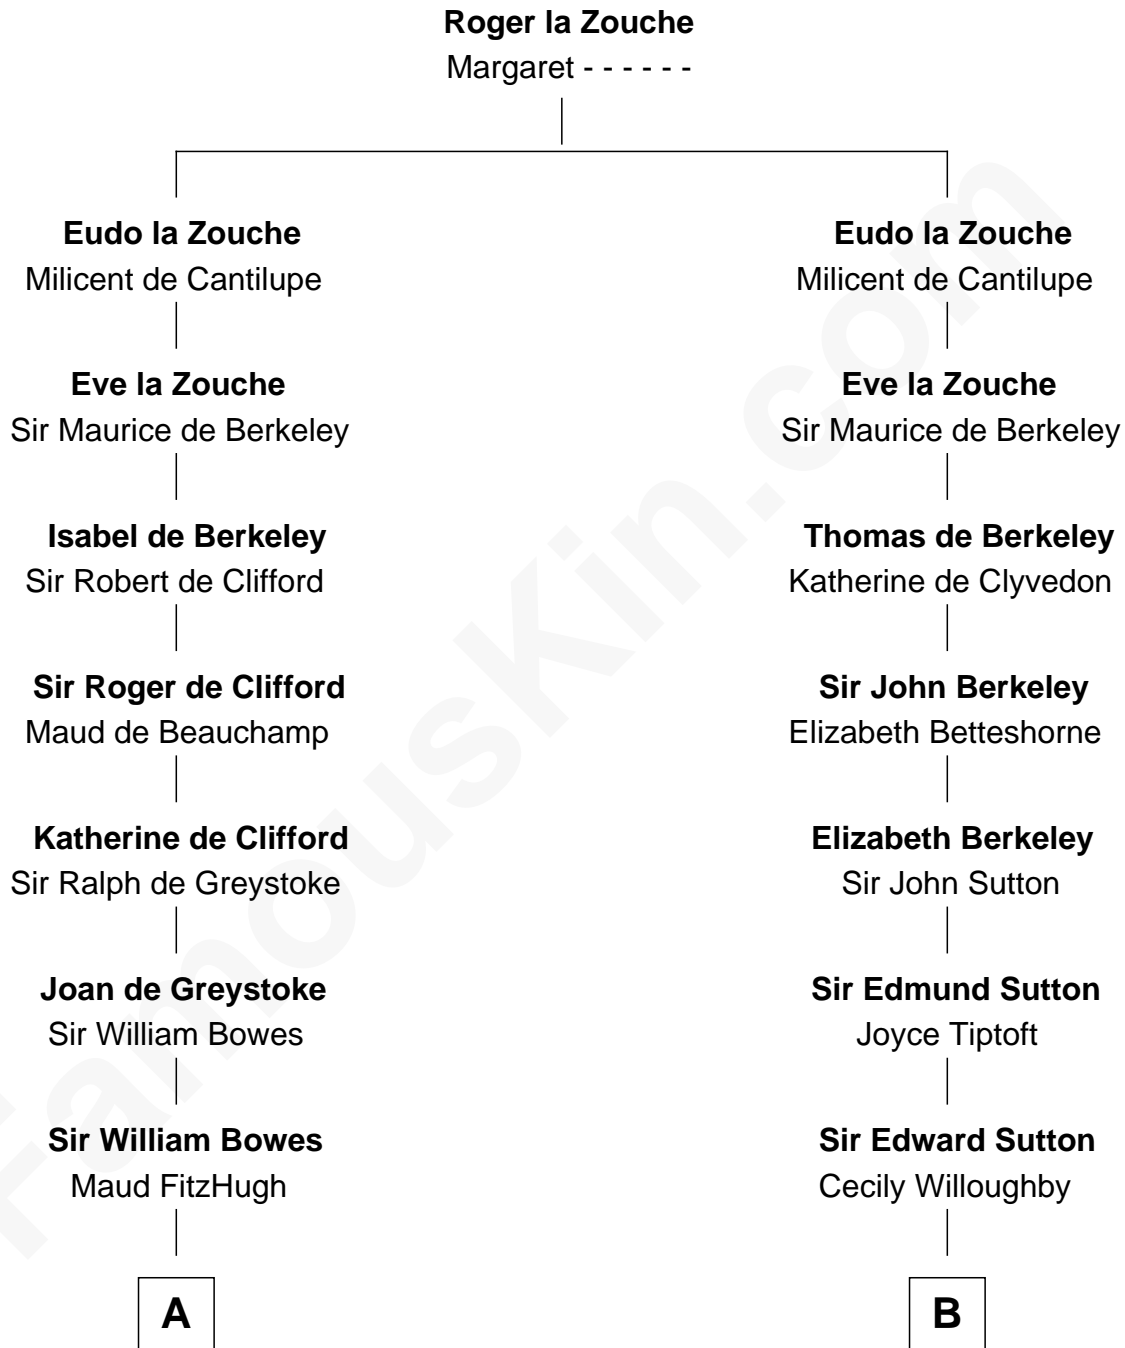 Roger la Zouche
Margaret - - - - - -
Eudo la Zouche
Milicent de Cantilupe
Eudo la Zouche
Milicent de Cantilupe
Eve la Zouche
Sir Maurice de Berkeley
Eve la Zouche
Sir Maurice de Berkeley
Isabel de Berkeley
Sir Robert de Clifford
Thomas de Berkeley
Katherine de Clyvedon
Sir Roger de Clifford
Maud de Beauchamp
Sir John Berkeley
Elizabeth Betteshorne
Katherine de Clifford
Sir Ralph de Greystoke
Elizabeth Berkeley
Sir John Sutton
Joan de Greystoke
Sir William Bowes
Sir Edmund Sutton
Joyce Tiptoft
Sir William Bowes
Maud FitzHugh
Sir Edward Sutton
Cecily Willoughby
A
B
FamousKin.com